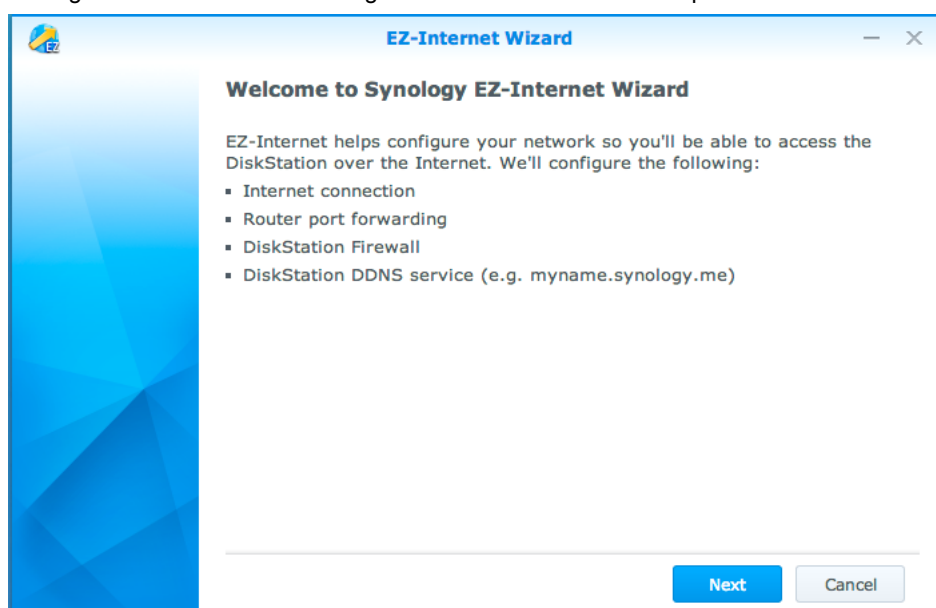 EZ-Internet Wizard
EZ
Welcome to Synology EZ-Internet Wizard
EZ-Internet helps configure your network so you'll be able to access the
DiskStation over the Internet. We'll configure the following:
▪ Internet connection
▪ Router port forwarding
▪ DiskStation Firewall
▪ DiskStation DDNS service (e.g. myname.synology.me)
Next Cancel